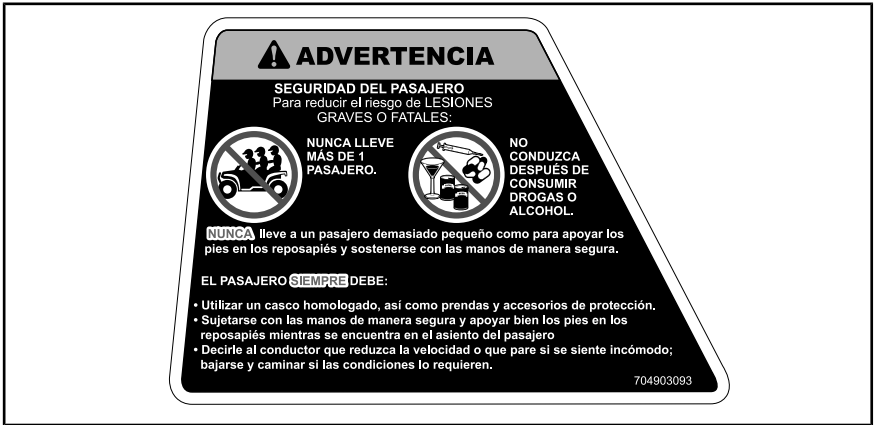 ADVERTENCIA
SEGURIDAD DEL PASAJERO
Para reducir el riesgo de LESIONES
GRAVES O FATALES:
NUNCA LLEVE
MÁS DE 1
PASAJERO.
NO
CONDUZCA
DESPUÉS DE
CONSUMIR
DROGAS O
ALCOHOL.
NUNCA lleve a un pasajero demasiado pequeño como para apoyar los
pies en los reposapiés y sostenerse con las manos de manera segura.
EL PASAJERO SIEMPRE DEBE:
• Utilizar un casco homologado, así como prendas y accesorios de protección.
• Sujetarse con las manos de manera segura y apoyar bien los pies en los
reposapiés mientras se encuentra en el asiento del pasajero
• Decirle al conductor que reduzca la velocidad o que pare si se siente incómodo;
bajarse y caminar si las condiciones lo requieren.
704903093